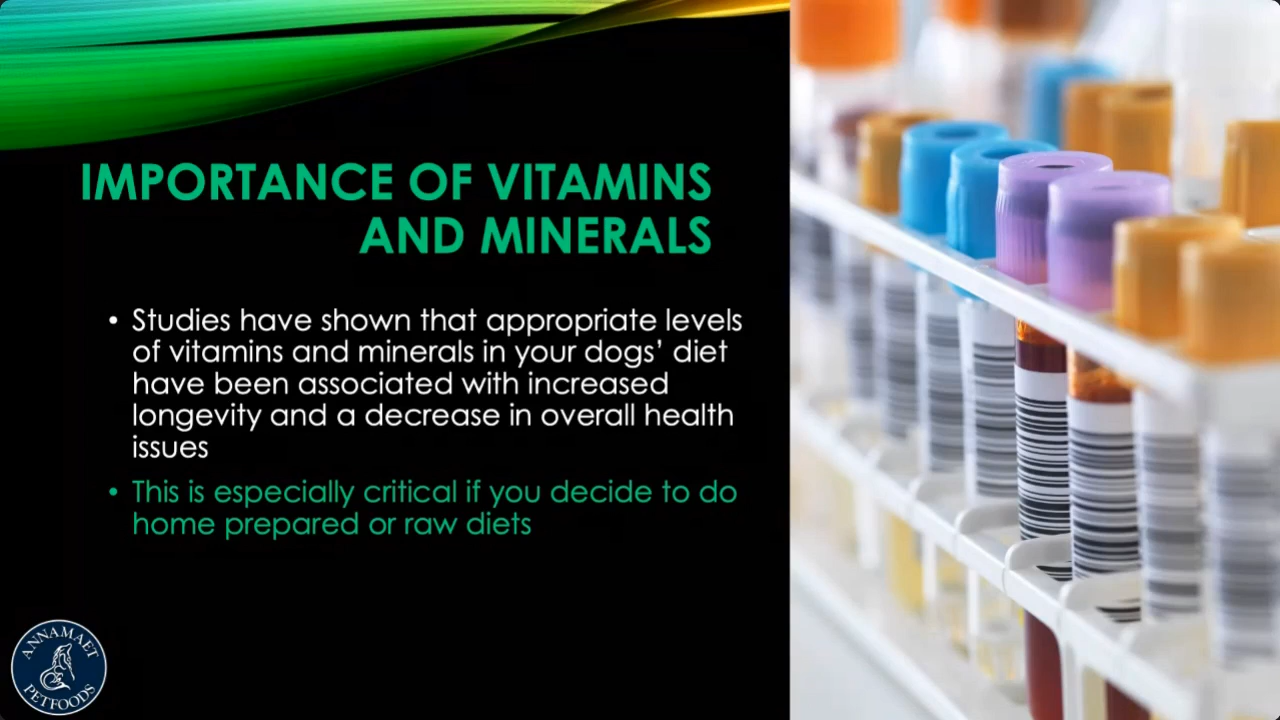 IMPORTANCE OF VITAMINS
AND MINERALS
• Studies have shown that appropriate levels
of vitamins and minerals in your dogs’ diet
have been associated with increased
longevity and a decrease in overall health
issues
• This is especially critical if you decide to do
home prepared or raw diets
ANNAMAET
PETFOODS